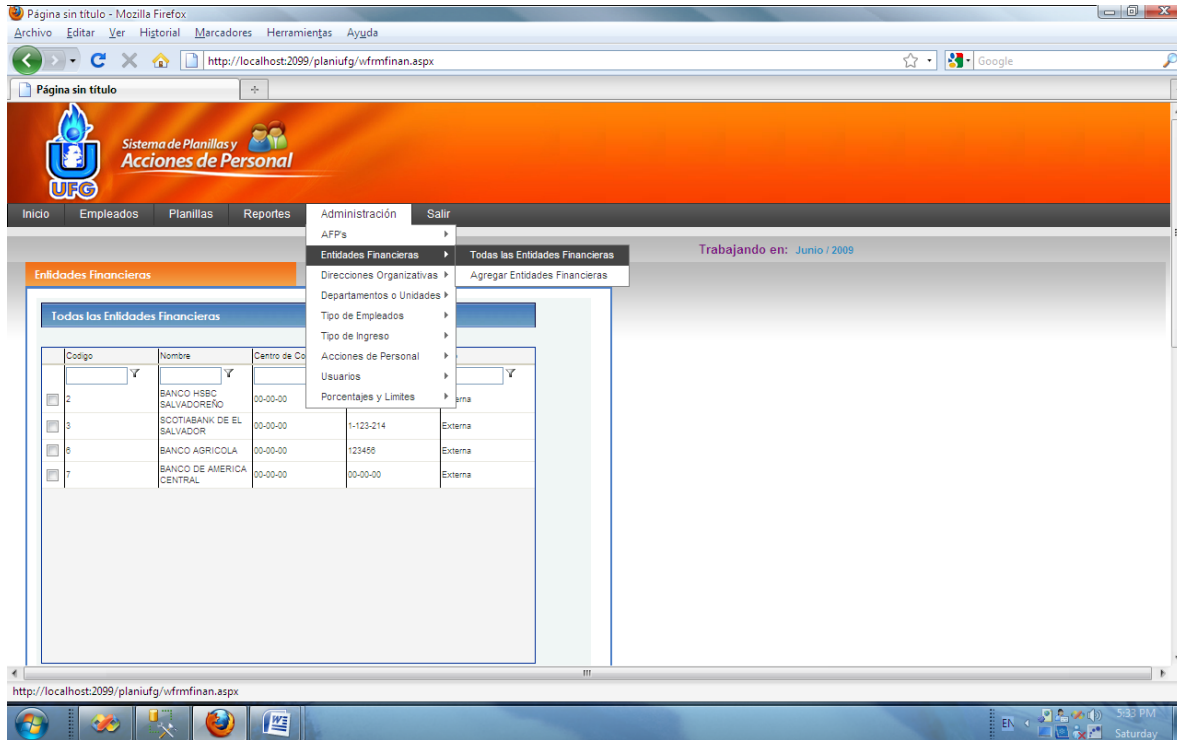 Página sin título - Mozilla Firefox
Archivo Editar Ver Historial Marcadores Herramientas Ayuda
http://localhost:2099/planiufg/wfrmfinan.aspx
Google
Página sin título
UFG
Sistema de Planillas y
Acciones de Personal
Inicio Empleados Planillas Reportes Administración Salir
AFP's
Entidades Financieras
Direcciones Organizativas
Departamentos o Unidades
Tipo de Empleados
Tipo de Ingreso
Acciones de Personal
Usuarios
Porcentajes y Limites
Todas las Entidades Financieras
Agregar Entidades Financieras
Trabajando en: Junio / 2009
Entidades Financieras
Todas las Entidades Financieras
Codigo Nombre Centro de Co
2 BANCO HSBC SALVADOREÑO 00-00-00 erna
3 SCOTIABANK DE EL SALVADOR 00-00-00 1-123-214 Externa
6 BANCO AGRICOLA 00-00-00 123456 Externa
7 BANCO DE AMERICA CENTRAL 00-00-00 00-00-00 Externa
http://localhost:2099/planiufg/wfrmfinan.aspx
EN
5:33 PM
Saturday